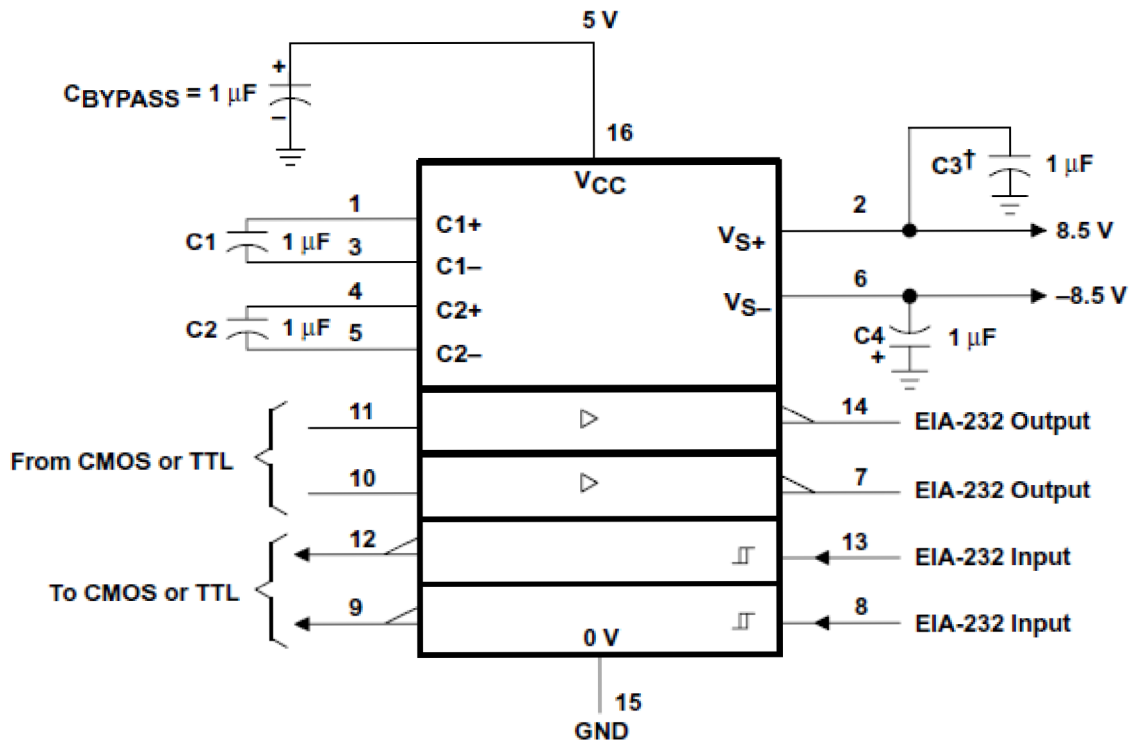 5 V
CBYPASS = 1 μF
+
–
16
VCC
C3†
1 μF
1
C1+
C1
1 μF
3
C1–
2
VS+
8.5 V
4
C2+
C2
1 μF
5
C2–
6
VS–
–8.5 V
C4
+
1 μF
From CMOS or TTL
11
14
EIA-232 Output
10
7
EIA-232 Output
To CMOS or TTL
12
13
EIA-232 Input
9
8
EIA-232 Input
0 V
15
GND